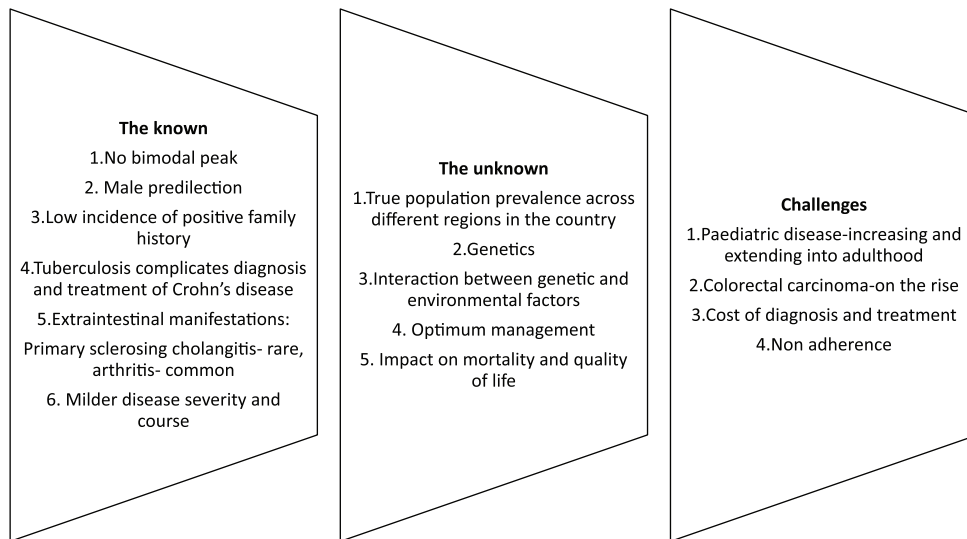 The known
1.No bimodal peak
2. Male predilection
3.Low incidence of positive family
history
4.Tuberculosis complicates diagnosis
and treatment of Crohn’s disease
5.Extraintestinal manifestations:
Primary sclerosing cholangitis- rare,
arthritis- common
6. Milder disease severity and
course
The unknown
1.True population prevalence across
different regions in the country
2.Genetics
3.Interaction between genetic and
environmental factors
4. Optimum management
5. Impact on mortality and quality
of life
Challenges
1.Paediatric disease-increasing and
extending into adulthood
2.Colorectal carcinoma-on the rise
3.Cost of diagnosis and treatment
4.Non adherence